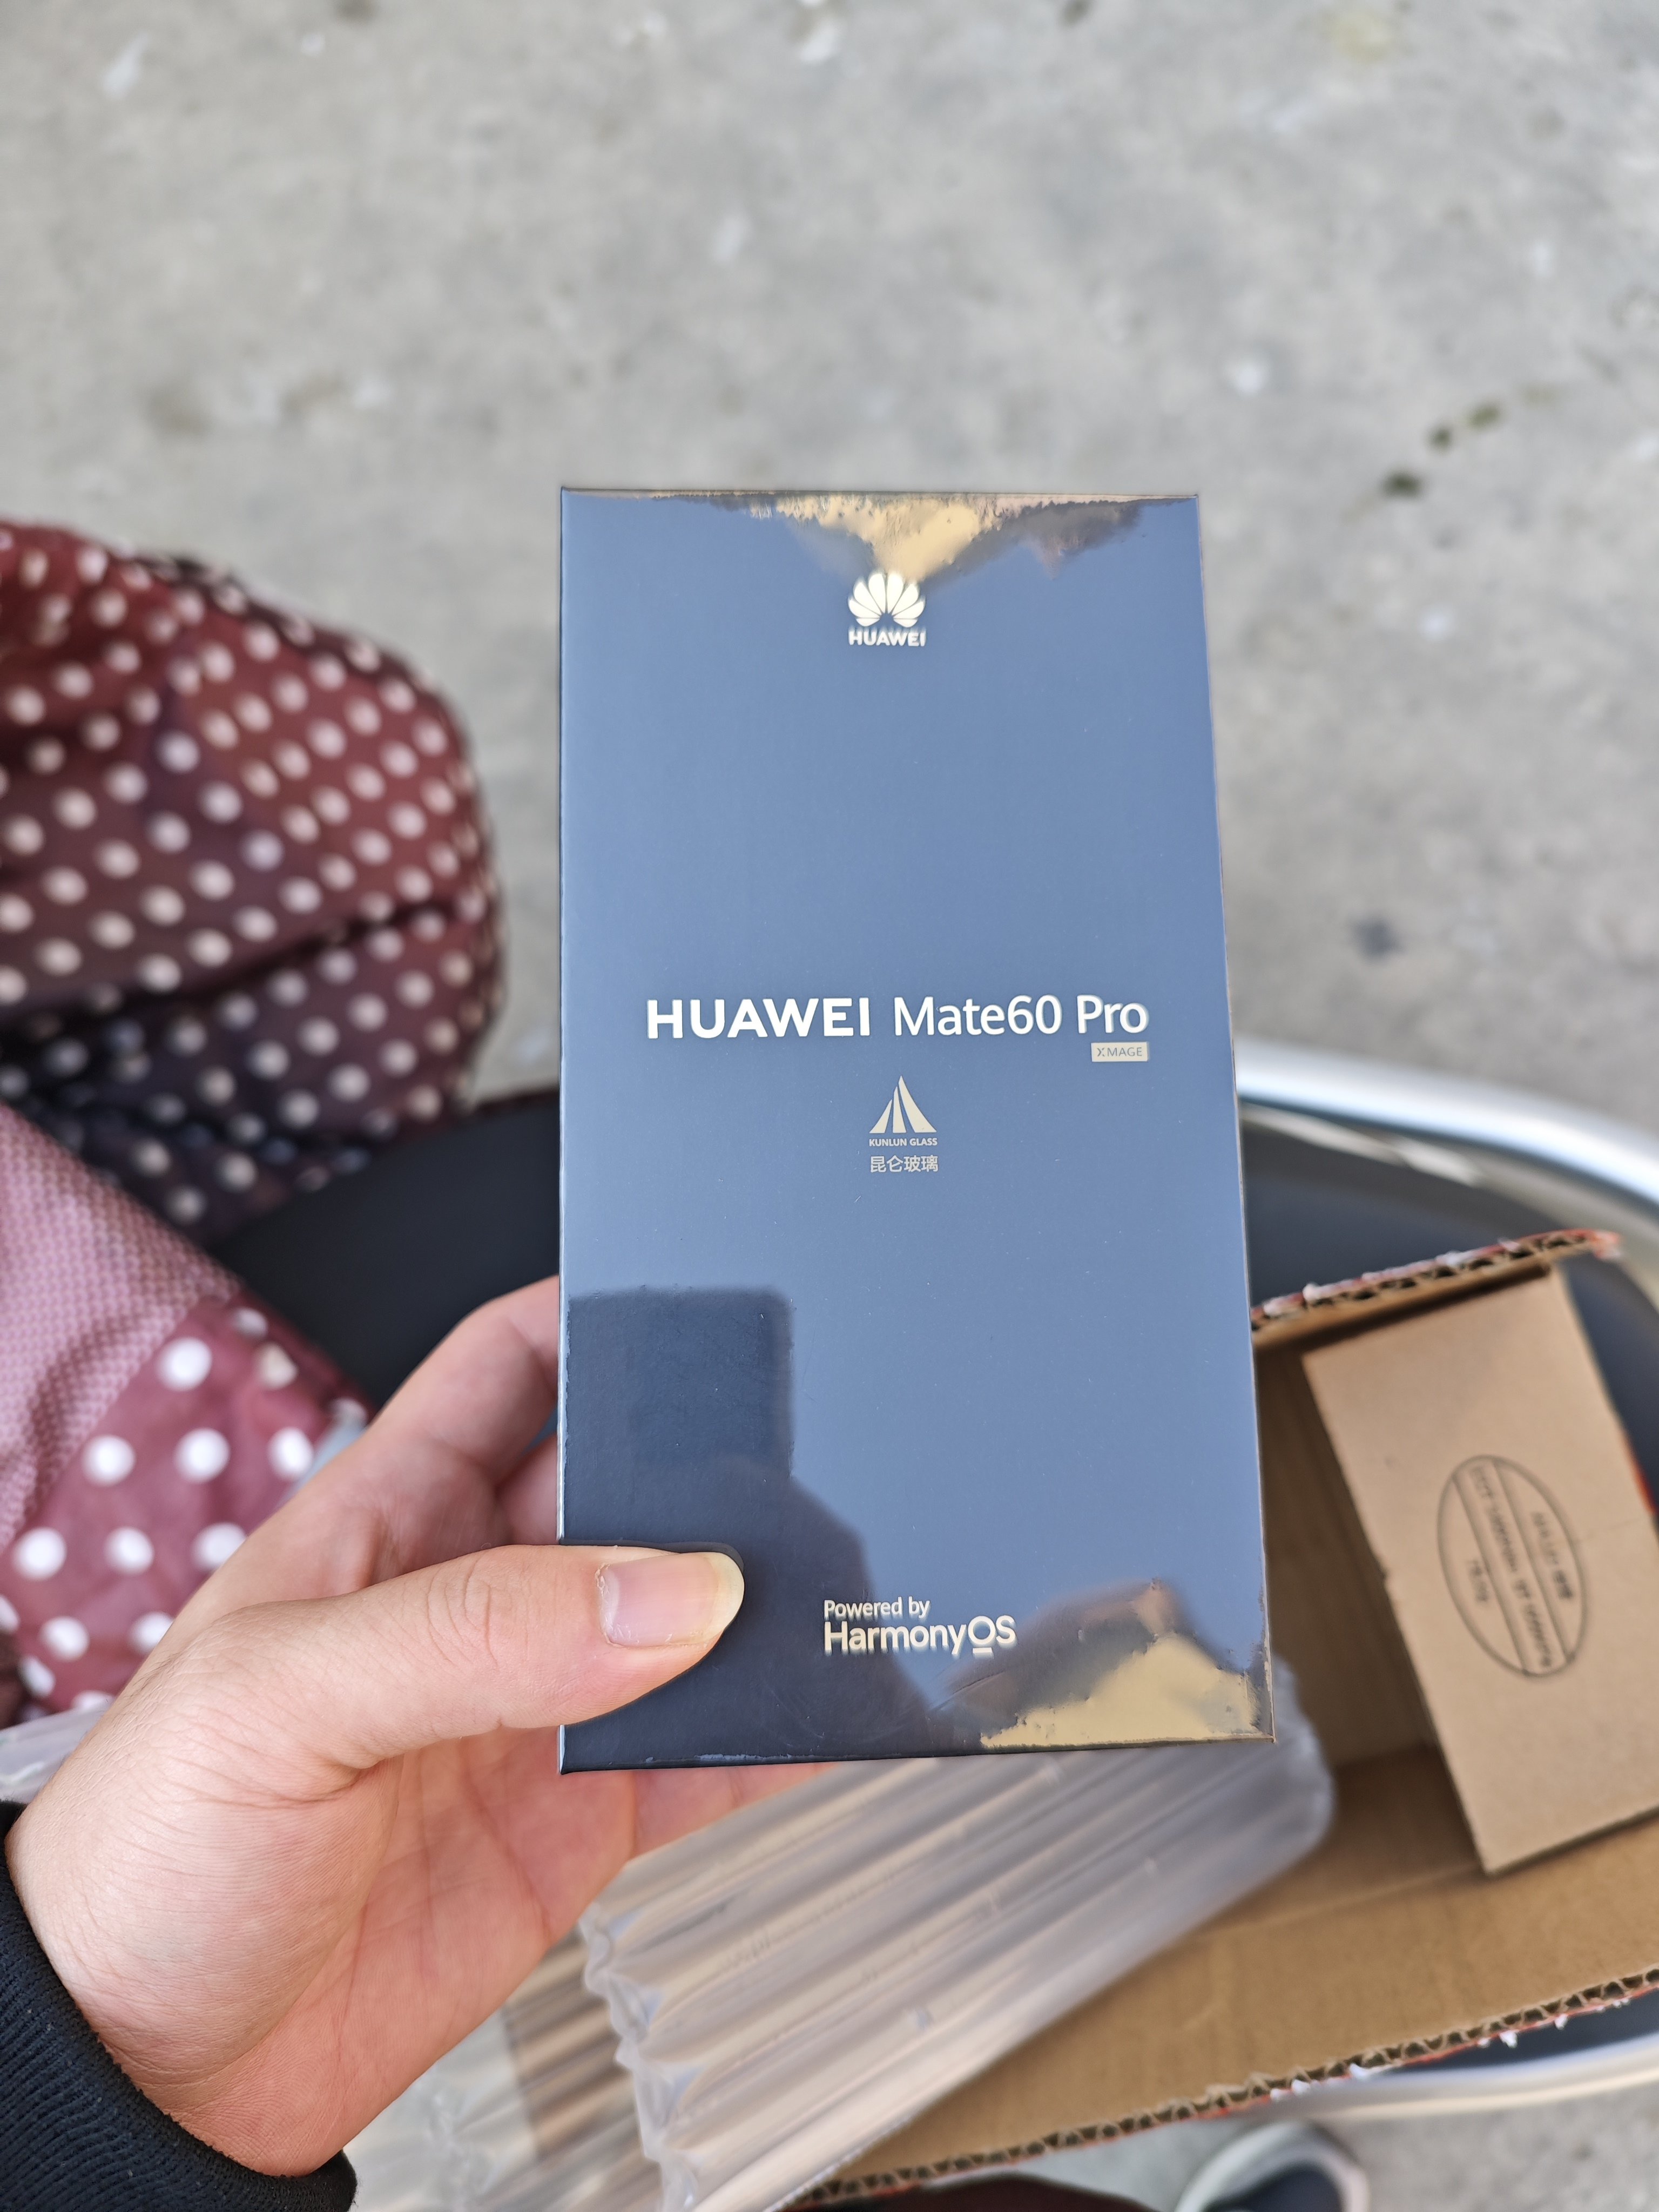 HUAWEI
HUAWEI Mate60 Pro
XMAGE
KUNLUN GLASS
昆仑玻璃
Powered by
HarmonyOS